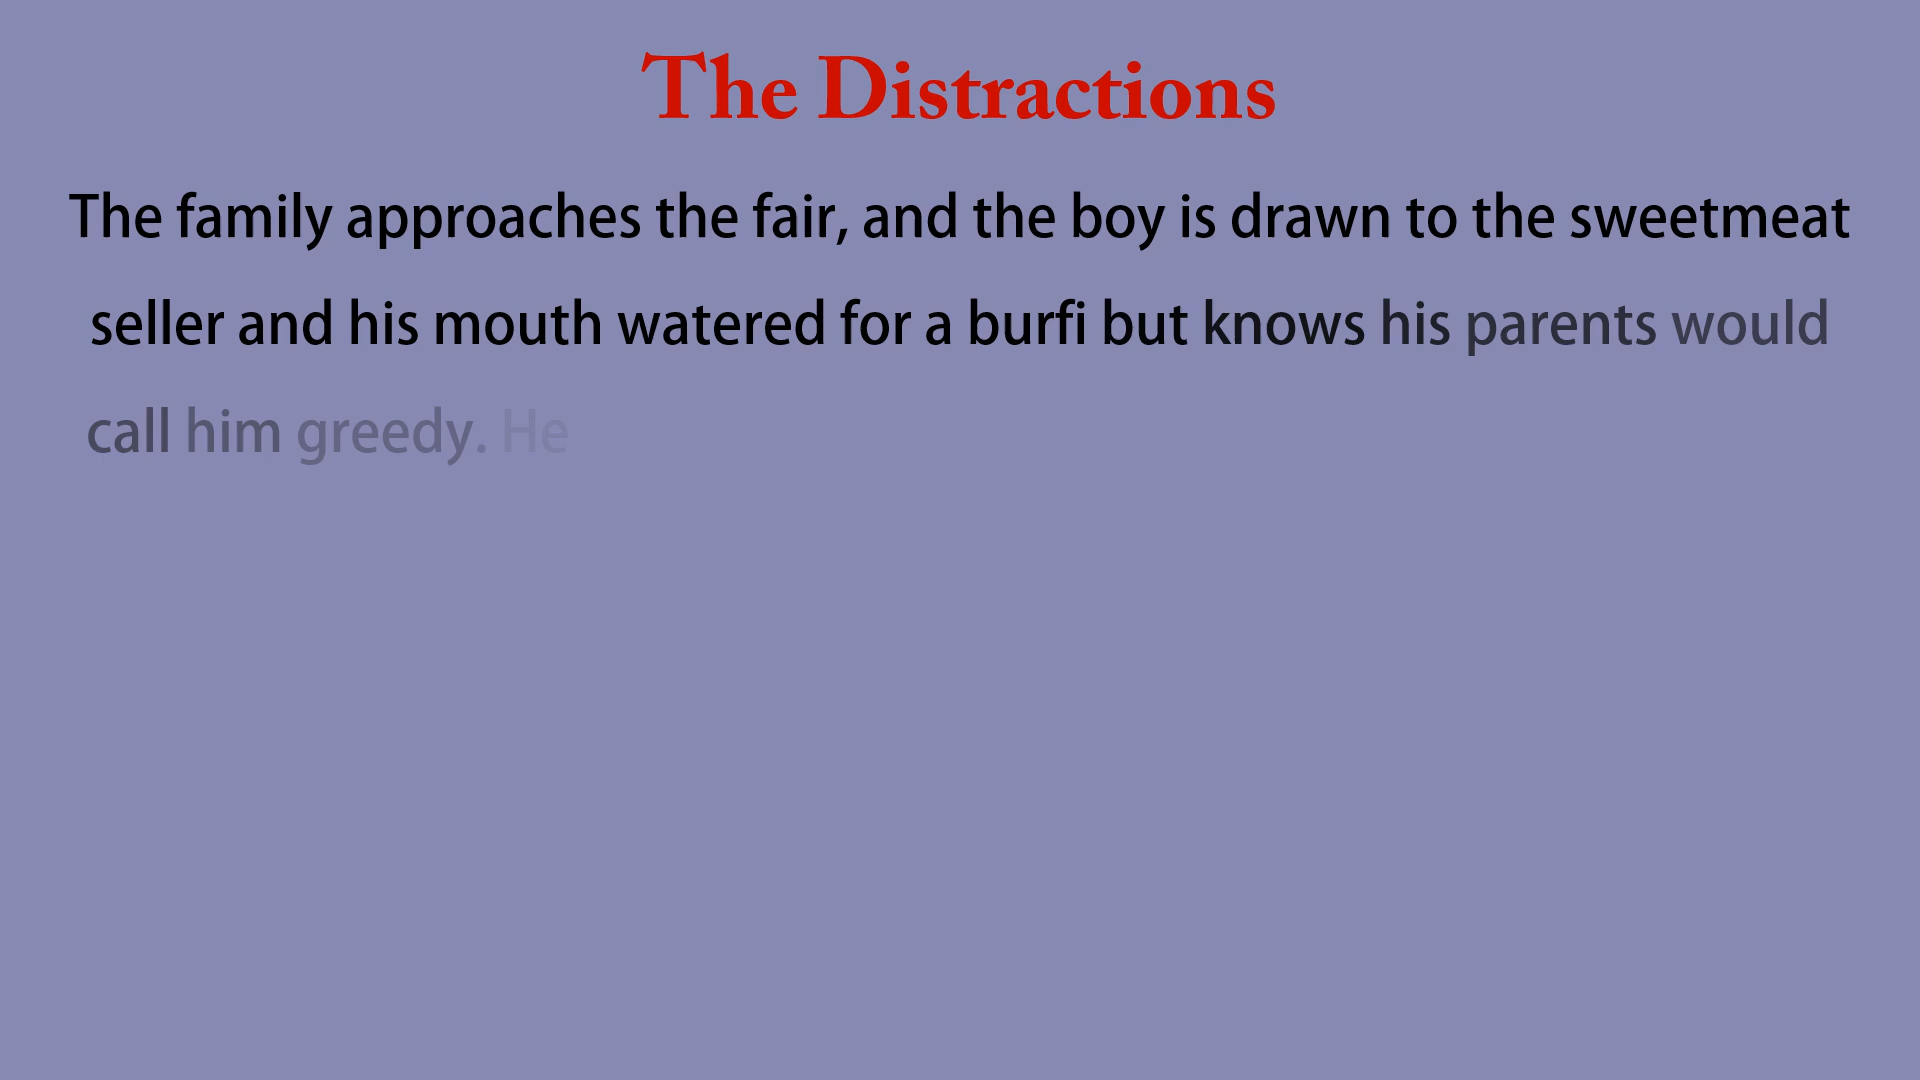 The Distractions
The family approaches the fair, and the boy is drawn to the sweetmeat
seller and his mouth watered for a burfi but knows his parents would
call him greedy. He